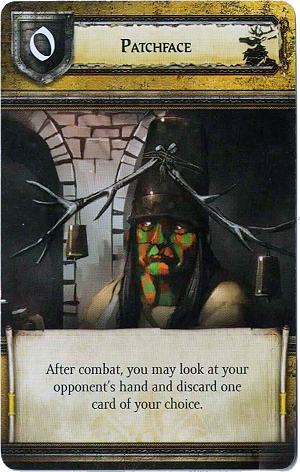 0
Patchface
After combat, you may look at your
opponent's hand and discard one
card of your choice.